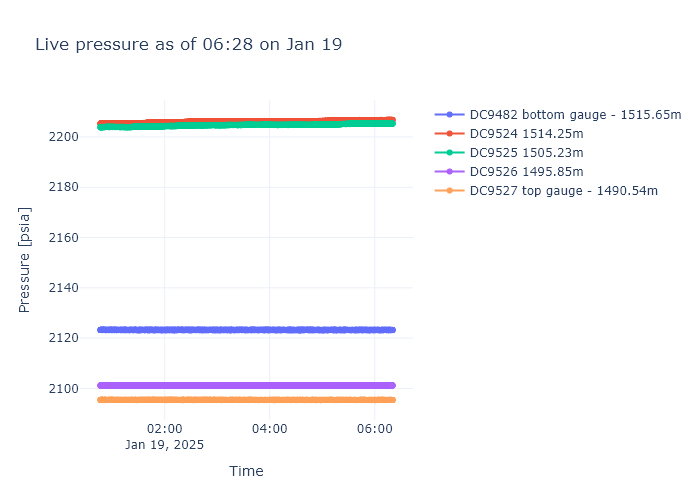 Live pressure as of 06:28 on Jan 19
DC9482 bottom gauge - 1515.65m
DC9524 1514.25m
DC9525 1505.23m
DC9526 1495.85m
DC9527 top gauge - 1490.54m
Pressure [psia]
2200
2180
2160
2140
2120
2100
02:00
04:00
06:00
Jan 19, 2025
Time